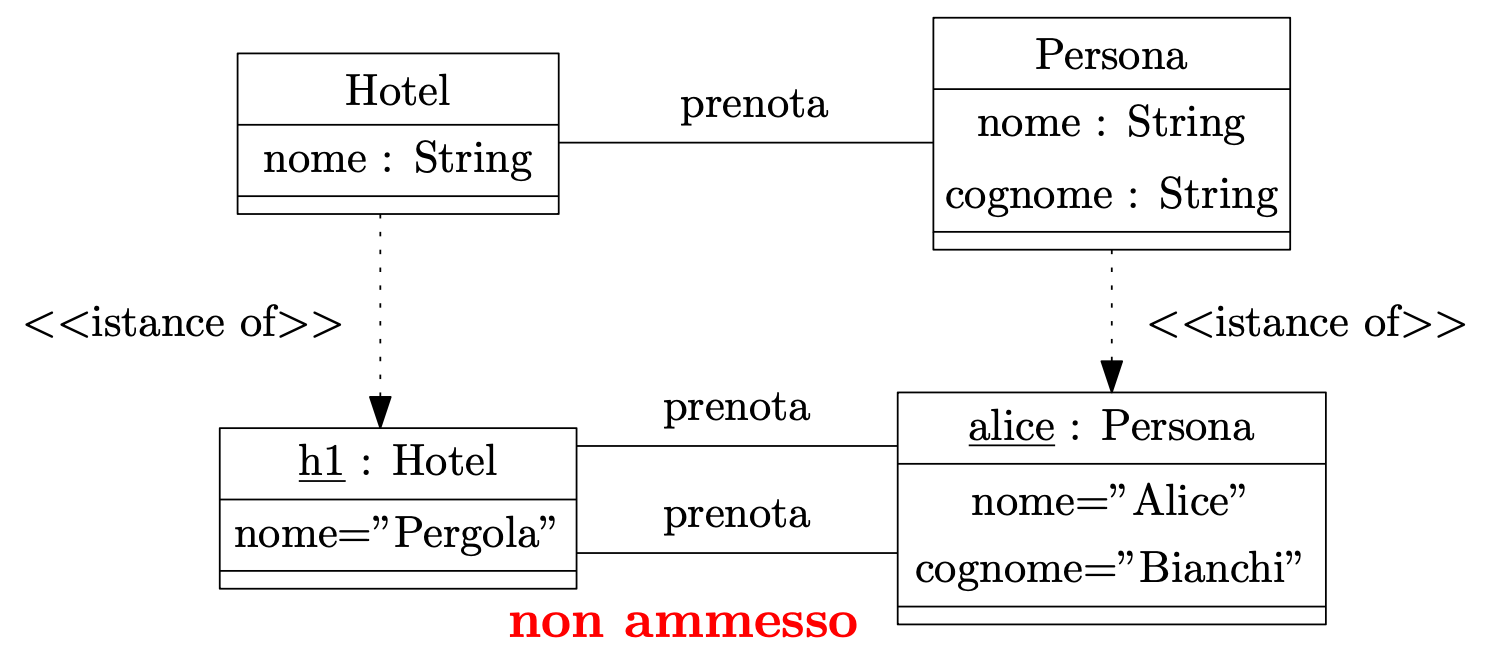 Hotel
nome : String
prenota
Persona
nome : String
cognome : String
<<istance of>>
<<istance of>>
h1 : Hotel
nome=”Pergola”
prenota
prenota
alice : Persona
nome=”Alice”
cognome=”Bianchi”
non ammesso